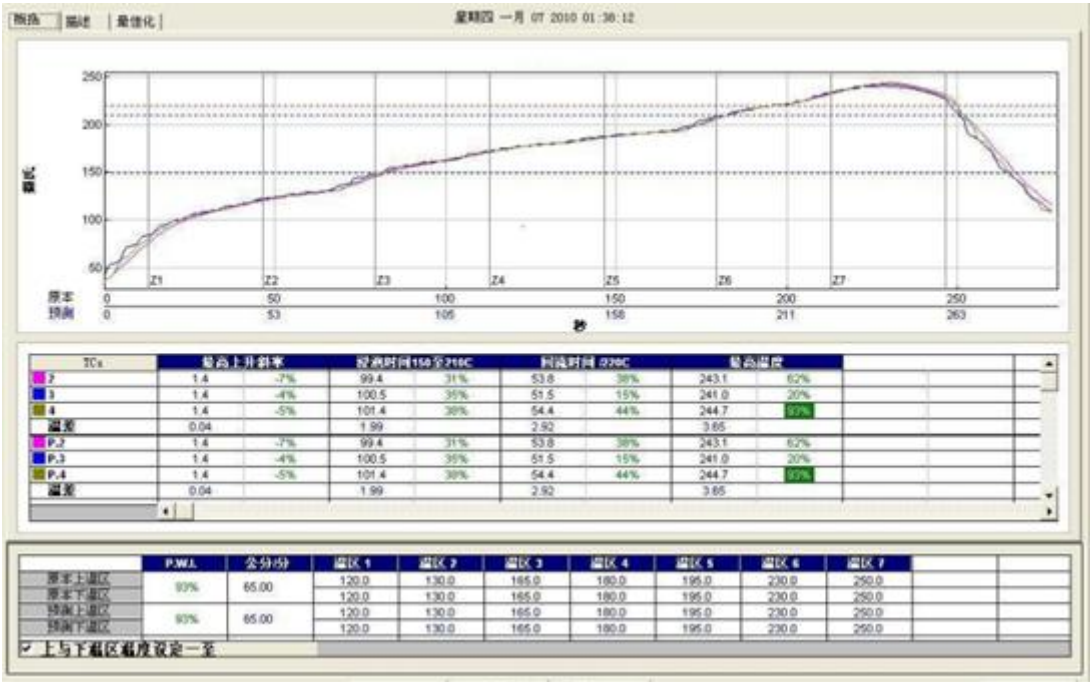 预热 描述 最佳化
星期四 一月 07 2010 01:38:12
250
200
150
100
50
摄氏
Z1 Z2 Z3 Z4 Z5 Z6 Z7
原本 0 50 100 150 200 250
预测 0 53 105 158 211 263
秒
TCs 最高上升斜率 经测时间150至210C 回流时间 /220C 最高温度
2 1.4 -7% 99.4 31% 53.8 38% 243.1 62%
3 1.4 -4% 100.5 35% 51.5 15% 241.0 20%
4 1.4 -5% 101.4 38% 54.4 44% 244.7 93%
温差 0.04 1.99 2.92 3.65
P.2 1.4 -7% 99.4 31% 53.8 38% 243.1 62%
P.3 1.4 -4% 100.5 35% 51.5 15% 241.0 20%
P.4 1.4 -5% 101.4 38% 54.4 44% 244.7 93%
温差 0.04 1.99 2.92 3.65
P.W.I. 公分/分 温区 1 温区 2 温区 3 温区 4 温区 5 温区 6 温区 7
原本上温区 93% 65.00 120.0 130.0 165.0 180.0 195.0 230.0 250.0
原本下温区 120.0 130.0 165.0 180.0 195.0 230.0 250.0
预测上温区 93% 65.00 120.0 130.0 165.0 180.0 195.0 230.0 250.0
预测下温区 120.0 130.0 165.0 180.0 195.0 230.0 250.0
上与下温区温度设定一至